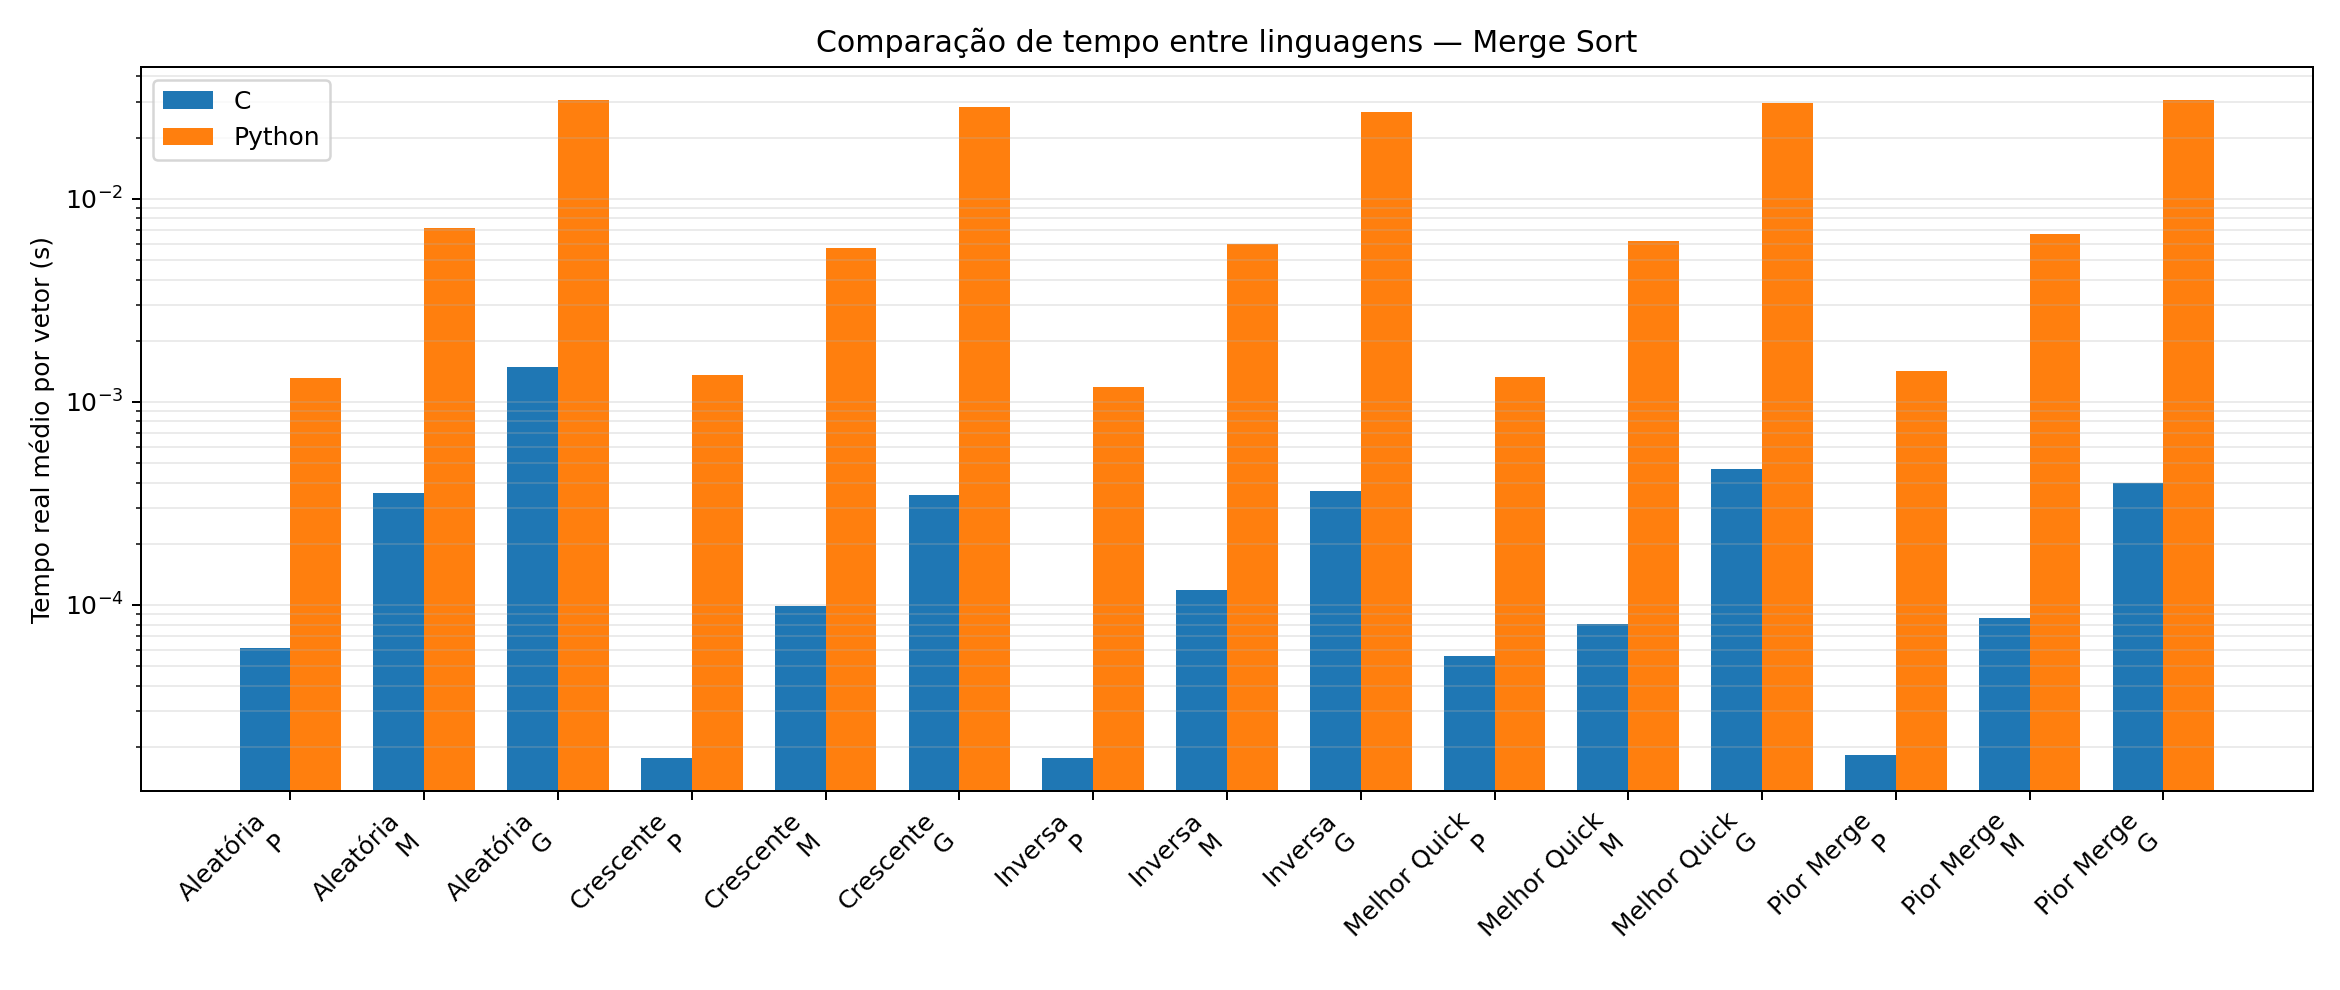 Comparação de tempo entre linguagens — Merge Sort
C
Python
Tempo real médio por vetor (s)
10⁻²
10⁻³
10⁻⁴
Aleatória
P
Aleatória
M
Aleatória
G
Crescente
P
Crescente
M
Crescente
G
Inversa
P
Inversa
M
Inversa
G
Melhor Quick
P
Melhor Quick
M
Melhor Quick
G
Pior Merge
P
Pior Merge
M
Pior Merge
G